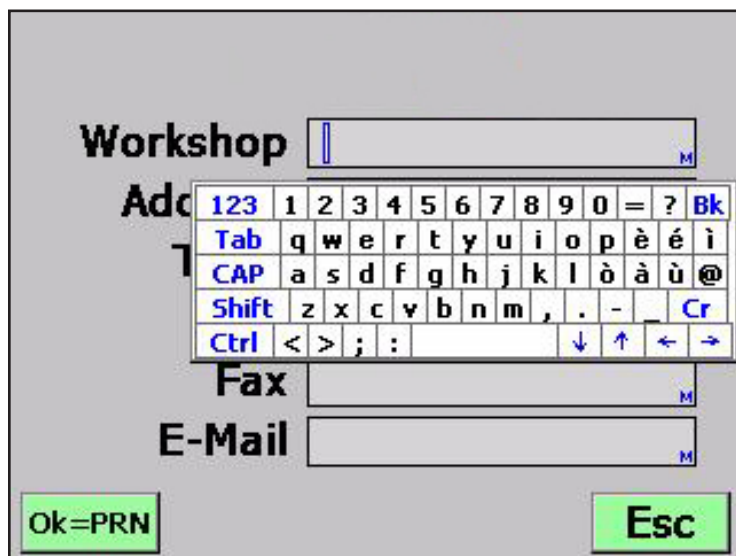 Workshop
M
Add
123 1 2 3 4 5 6 7 8 9 0 = ? Bk
Tab q w e r t y u i o p è é ì
T
CAP a s d f g h j k l ò à ù @
Shift z x c v b n m , . - _ Cr
Ctrl < > ; : ↓ ↑ ← →
Fax
M
E-Mail
M
Ok=PRN
Esc